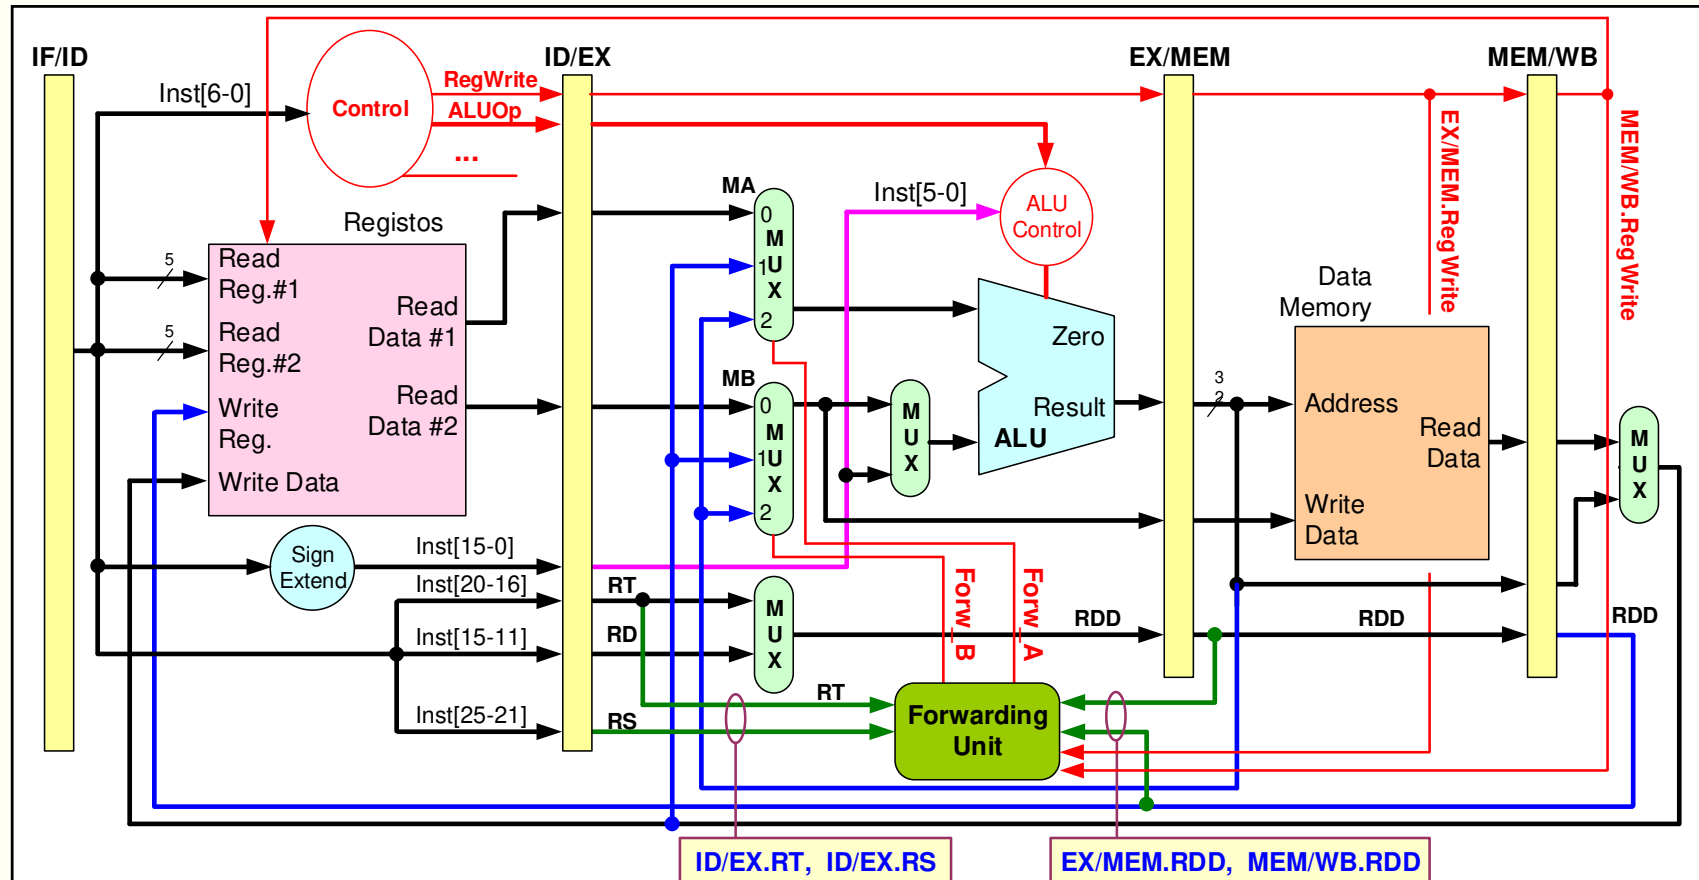 IF/ID
ID/EX
EX/MEM
MEM/WB
Inst[6-0]
Control
RegWrite
ALUOp
...
EX/MEM.RegWrite
MEM/WB.RegWrite
Registos
5
Read
Reg.#1
5
Read
Reg.#2
Write
Reg.
Write Data
Read
Data #1
Read
Data #2
MA
0
M
1U
X
2
MB
0
M
1U
X
2
Inst[5-0]
ALU
Control
M
U
X
Zero
Result
ALU
32
Data
Memory
Address
Read
Data
Write
Data
M
U
X
Sign
Extend
Inst[15-0]
Inst[20-16]
Inst[15-11]
Inst[25-21]
RT
RD
RS
RT
M
U
X
Forw_B
Forw_A
RDD
RDD
RDD
Forwarding
Unit
ID/EX.RT, ID/EX.RS
EX/MEM.RDD, MEM/WB.RDD